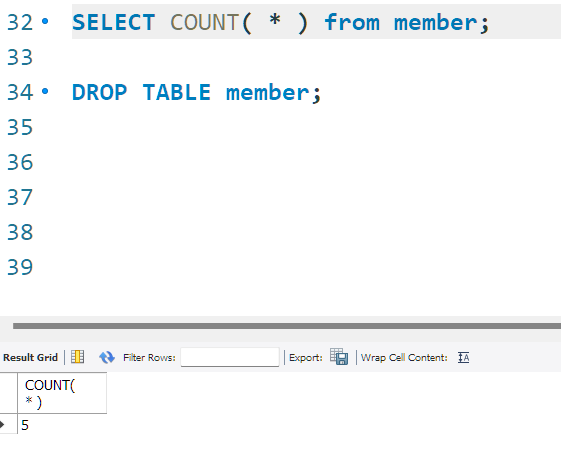 32 SELECT COUNT( * ) from member;
33
34 DROP TABLE member;
35
36
37
38
39
Result Grid Filter Rows: Export: Wrap Cell Content: IA
COUNT(
* )
5